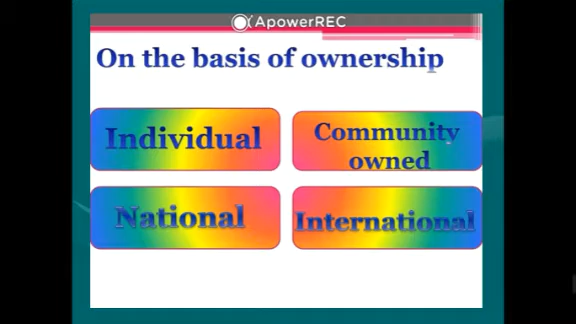 ApowerREC
On the basis of ownership
Individual
Community
owned
National
International